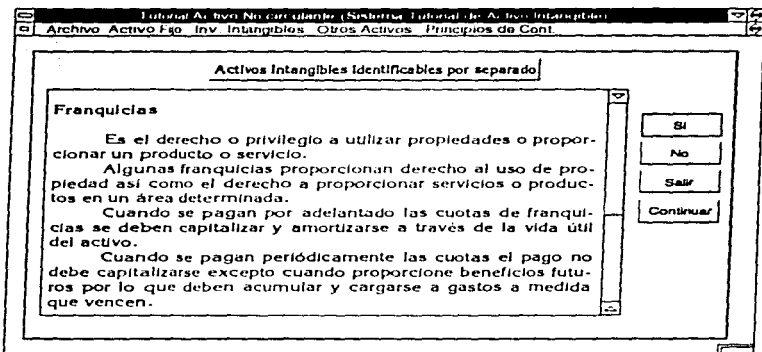 Tutorial Activo No circulante (Sistema Tutorial de Activo Intangible)
Archivo Activo Fijo Inv. Intangibles Otros Activos Principios de Cont.
Activos Intangibles Identificables por separado
Franquicias
Es el derecho o privilegio a utilizar propiedades o propor-
cionar un producto o servicio.
Algunas franquicias proporcionan derecho al uso de pro-
piedad así como el derecho a proporcionar servicios o produc-
tos en un área determinada.
Cuando se pagan por adelantado las cuotas de franqui-
cias se deben capitalizar y amortizarse a través de la vida útil
del activo.
Cuando se pagan periódicamente las cuotas el pago no
debe capitalizarse excepto cuando proporcione beneficios futu-
ros por lo que deben acumular y cargarse a gastos a medida
que vencen.
Si
No
Salir
Continuar